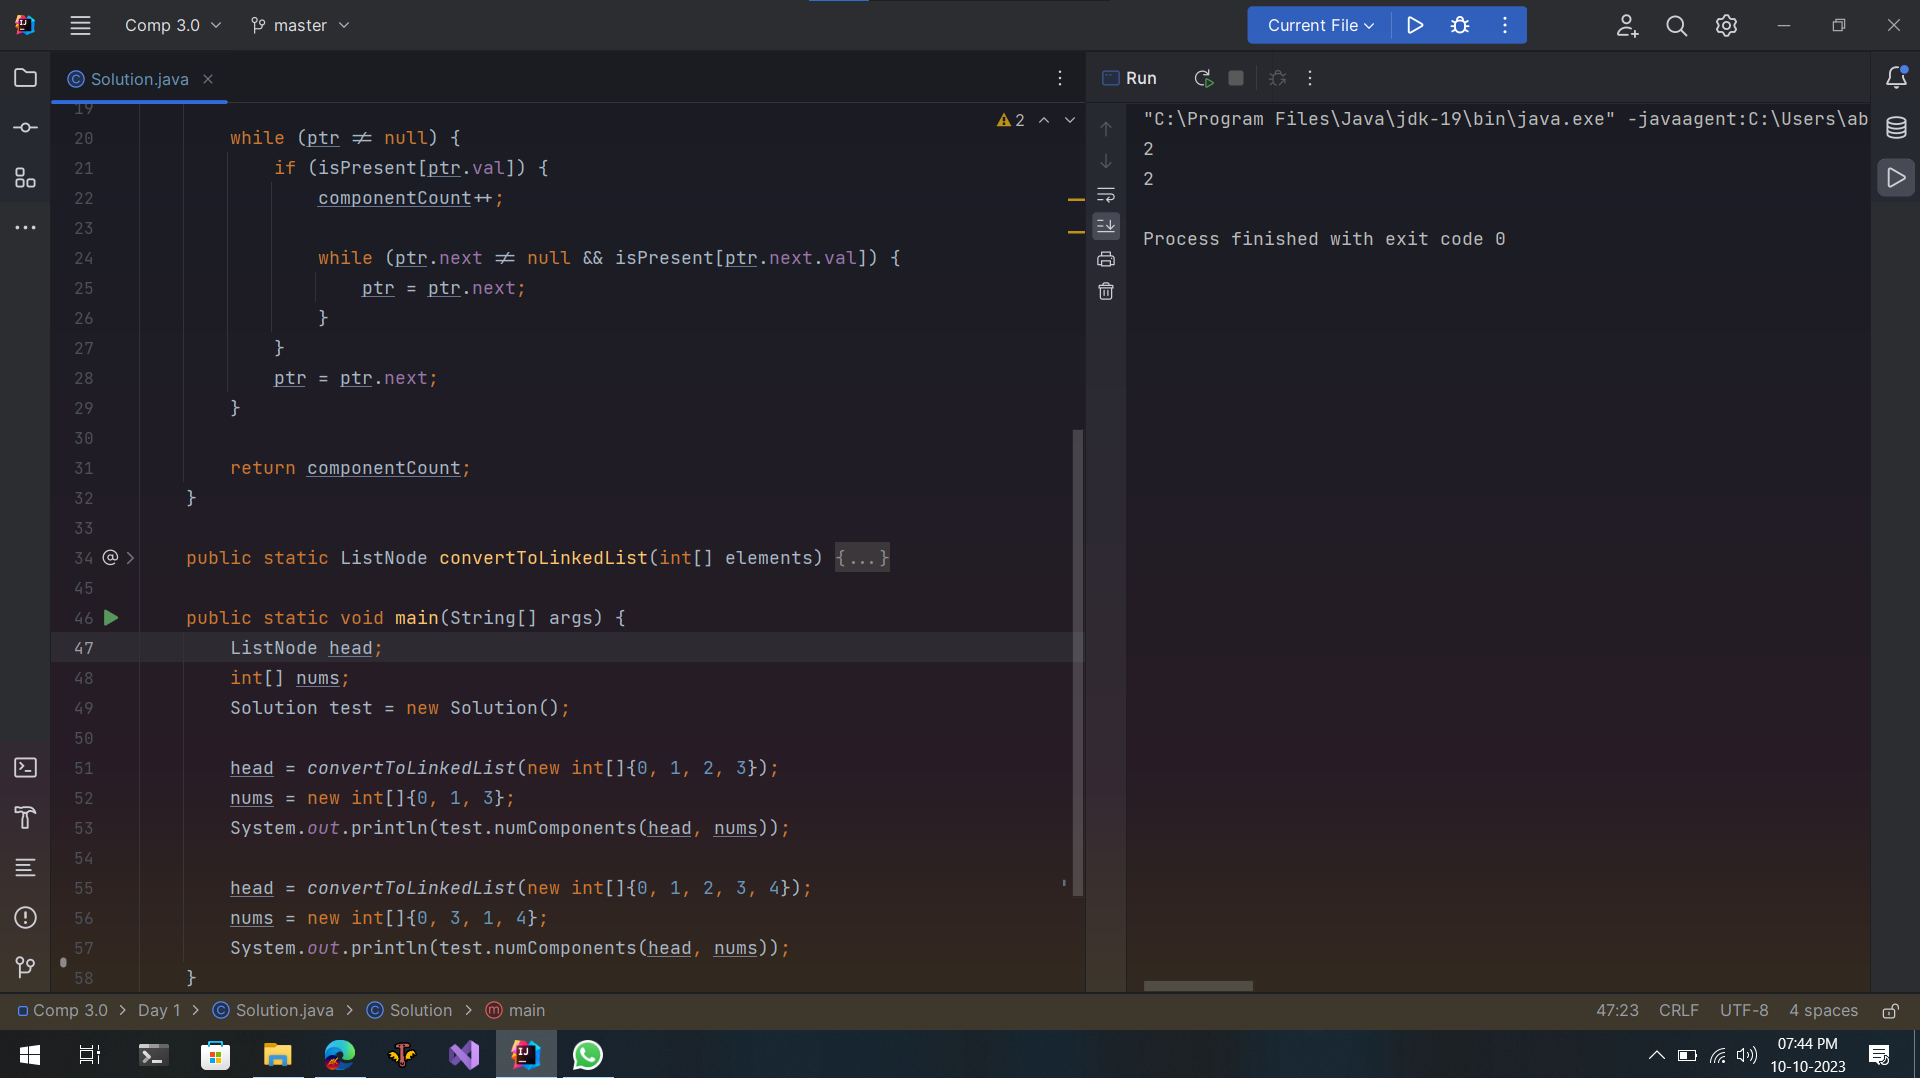 Comp 3.0 master Current File
Solution.java Run
19
20 while (ptr != null) {
21 if (isPresent[ptr.val]) {
22 componentCount++;
23
24 while (ptr.next != null && isPresent[ptr.next.val]) {
25 ptr = ptr.next;
26 }
27 }
28 ptr = ptr.next;
29 }
30
31 return componentCount;
32 }
33
34 @ public static ListNode convertToLinkedList(int[] elements) {...}
45
46 public static void main(String[] args) {
47 ListNode head;
48 int[] nums;
49 Solution test = new Solution();
50
51 head = convertToLinkedList(new int[]{0, 1, 2, 3});
52 nums = new int[]{0, 1, 3};
53 System.out.println(test.numComponents(head, nums));
54
55 head = convertToLinkedList(new int[]{0, 1, 2, 3, 4});
56 nums = new int[]{0, 3, 1, 4};
57 System.out.println(test.numComponents(head, nums));
58 }
2
"C:\Program Files\Java\jdk-19\bin\java.exe" -javaagent:C:\Users\ab
2
2
Process finished with exit code 0
Comp 3.0 > Day 1 > Solution.java > Solution > main 47:23 CRLF UTF-8 4 spaces
07:44 PM
10-10-2023